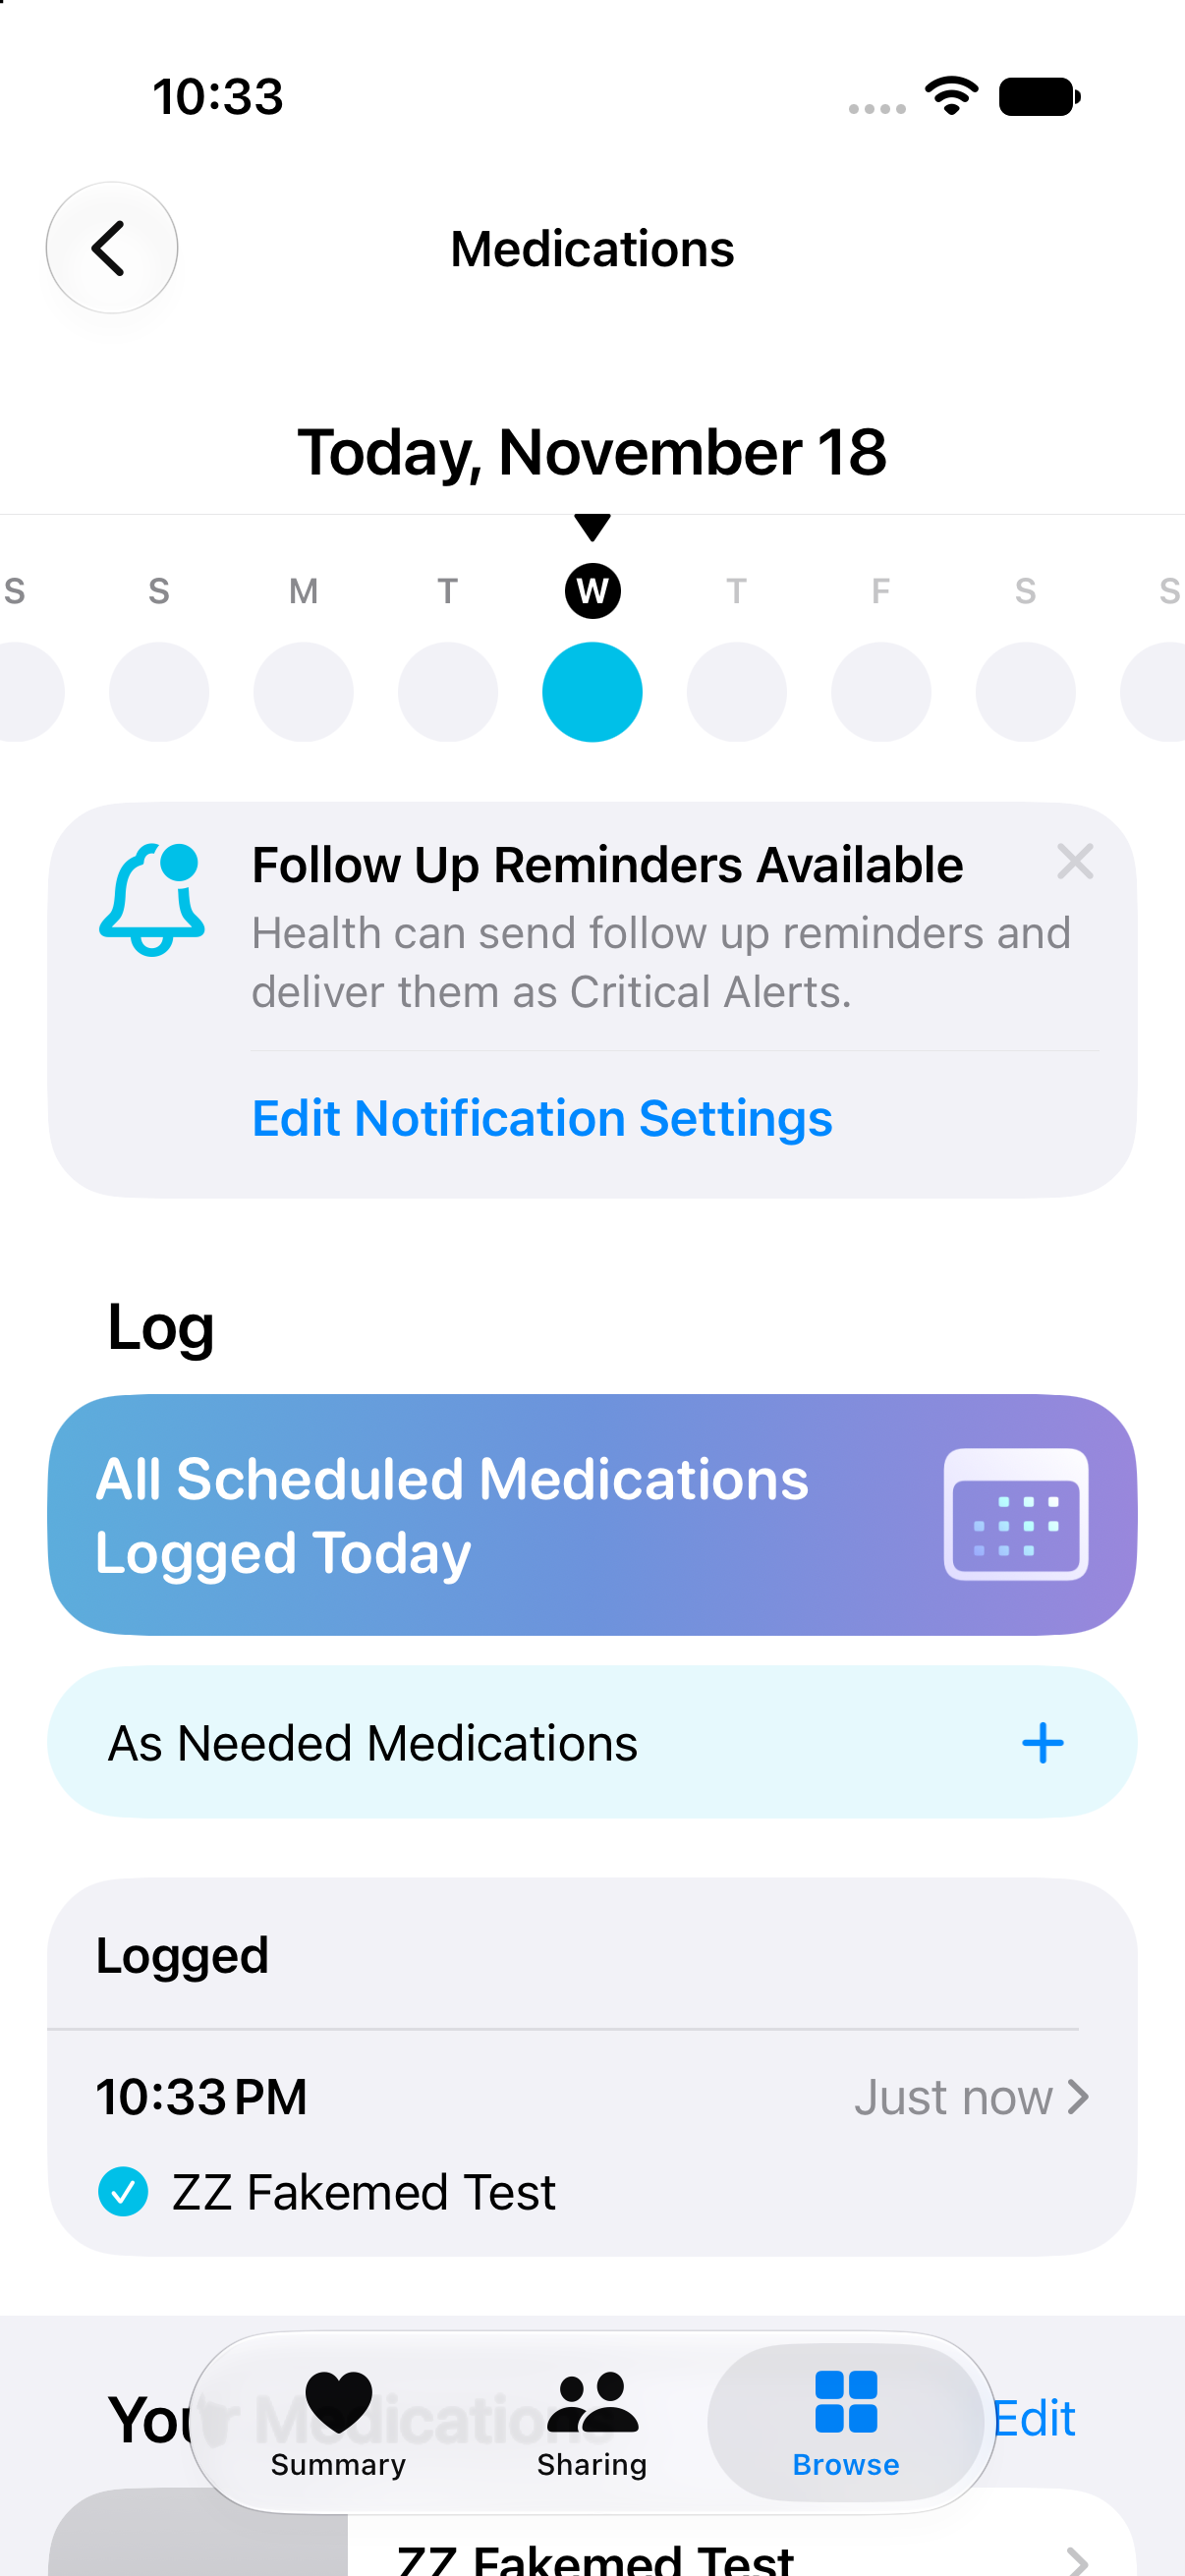 10:33
Medications
Today, November 18
S S M T W T F S S
Follow Up Reminders Available
Health can send follow up reminders and
deliver them as Critical Alerts.
Edit Notification Settings
Log
All Scheduled Medications
Logged Today
As Needed Medications
Logged
10:33 PM
Just now
ZZ Fakemed Test
Your Medications
Edit
Summary
Sharing
Browse
ZZ Fakemed Test